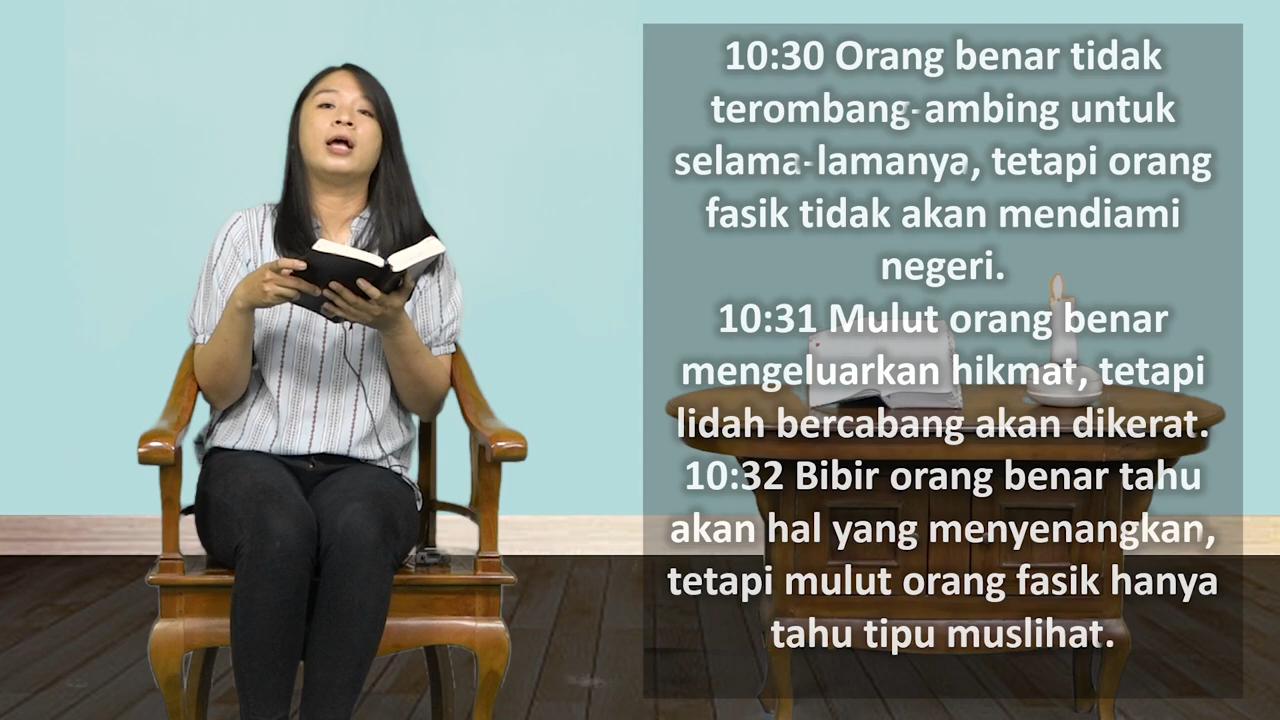 10:30 Orang benar tidak
terombang-ambing untuk
selama-lamanya, tetapi orang
fasik tidak akan mendiami
negeri.
10:31 Mulut orang benar
mengeluarkan hikmat, tetapi
lidah bercabang akan dikerat.
10:32 Bibir orang benar tahu
akan hal yang menyenangkan,
tetapi mulut orang fasik hanya
tahu tipu muslihat.